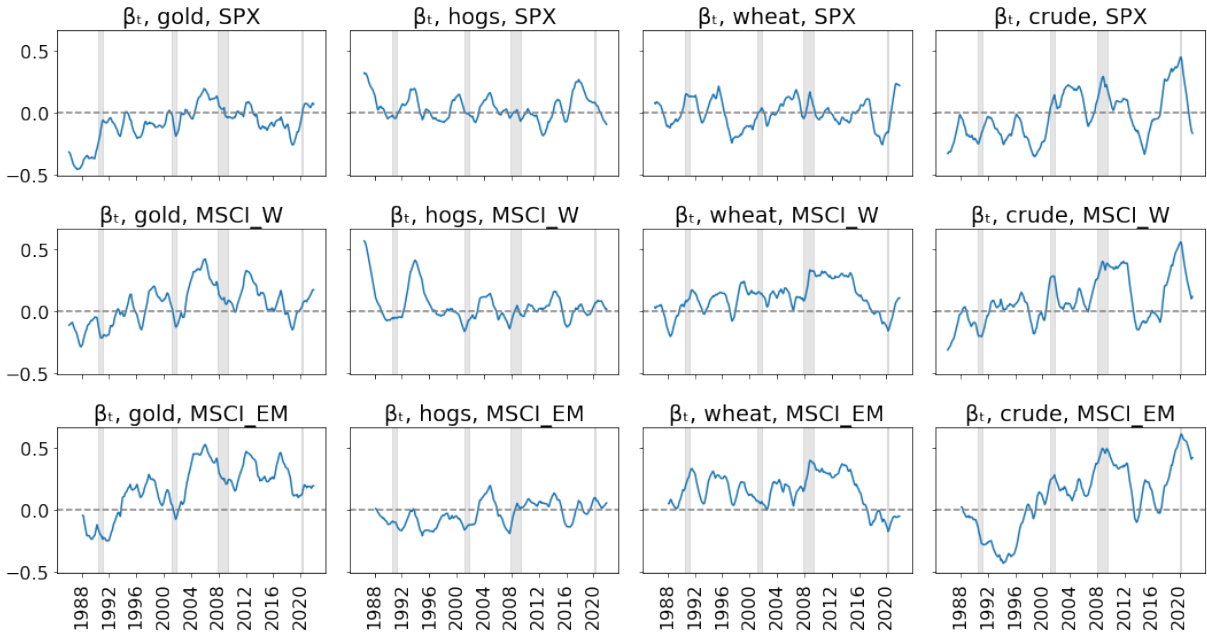 βₜ, gold, SPX βₜ, hogs, SPX βₜ, wheat, SPX βₜ, crude, SPX
0.5
0.0
−0.5
βₜ, gold, MSCI_W βₜ, hogs, MSCI_W βₜ, wheat, MSCI_W βₜ, crude, MSCI_W
0.5
0.0
−0.5
βₜ, gold, MSCI_EM βₜ, hogs, MSCI_EM βₜ, wheat, MSCI_EM βₜ, crude, MSCI_EM
0.5
0.0
−0.5
1988 1992 1996 2000 2004 2008 2012 2016 2020 1988 1992 1996 2000 2004 2008 2012 2016 2020 1988 1992 1996 2000 2004 2008 2012 2016 2020 1988 1992 1996 2000 2004 2008 2012 2016 2020